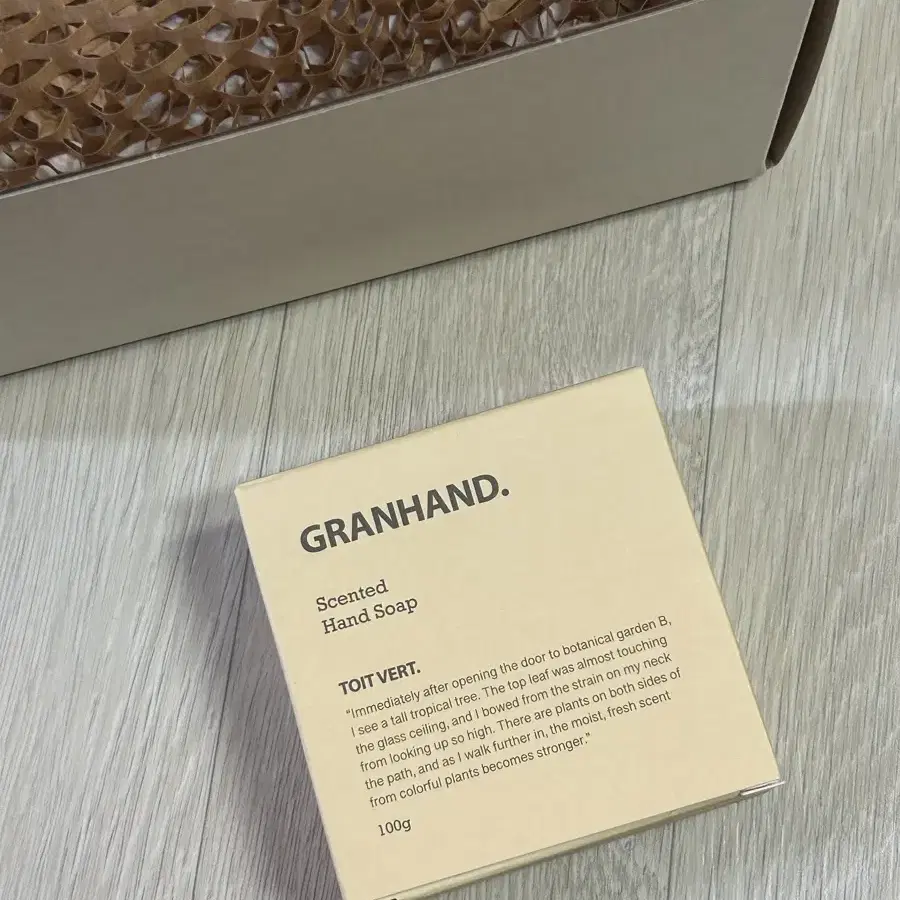 GRANHAND.
Scented
Hand Soap
TOIT VERT.
"Immediately after opening the door to botanical garden B,
I see a tall tropical tree. The top leaf was almost touching
the glass ceiling, and I bowed from the strain on my neck
from looking up so high. There are plants on both sides of
the path, and as I walk further in, the moist, fresh scent
from colorful plants becomes stronger."
100g